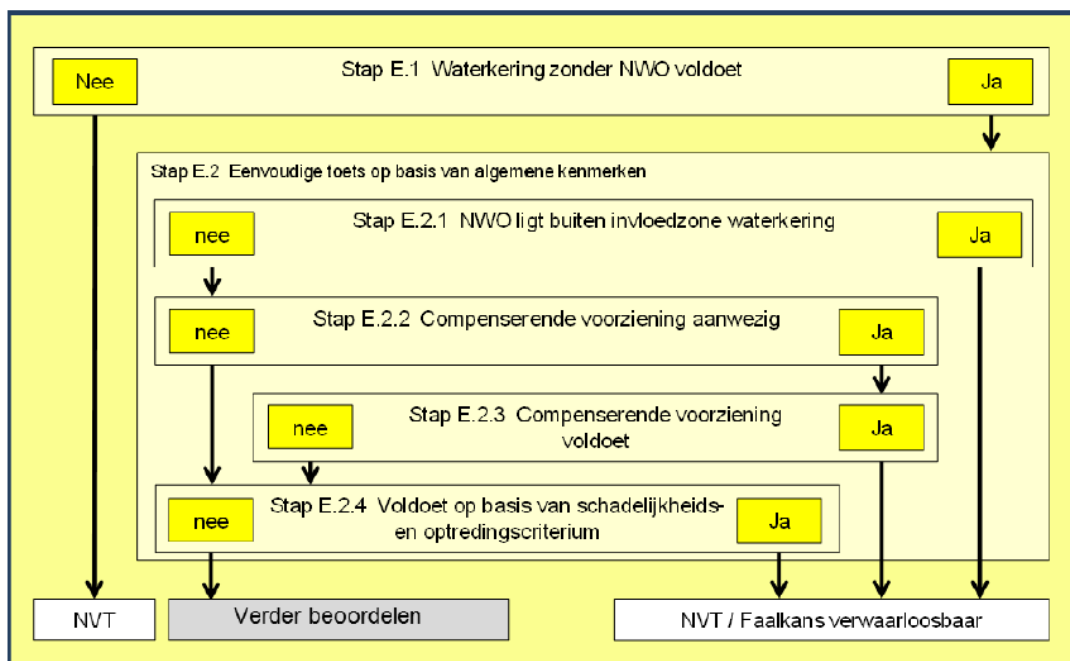 Nee
Stap E.1 Waterkering zonder NWO voldoet
Ja
Stap E.2 Eenvoudige toets op basis van algemene kenmerken
nee
Stap E.2.1 NWO ligt buiten invloedzone waterkering
Ja
nee
Stap E.2.2 Compenserende voorziening aanwezig
Ja
nee
Stap E.2.3 Compenserende voorziening
voldoet
Ja
nee
Stap E.2.4 Voldoet op basis van schadelijkheids-
en optredingscriterium
Ja
NVT
Verder beoordelen
NVT / Faalkans verwaarloosbaar